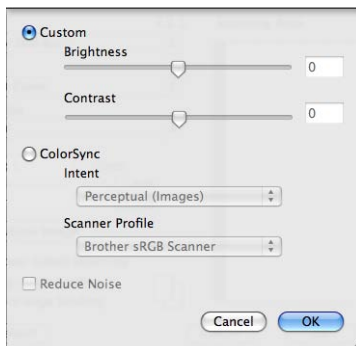 Custom
Brightness
0
Contrast
0
ColorSync
Intent
Perceptual (Images)
Scanner Profile
Brother sRGB Scanner
Reduce Noise
Cancel OK